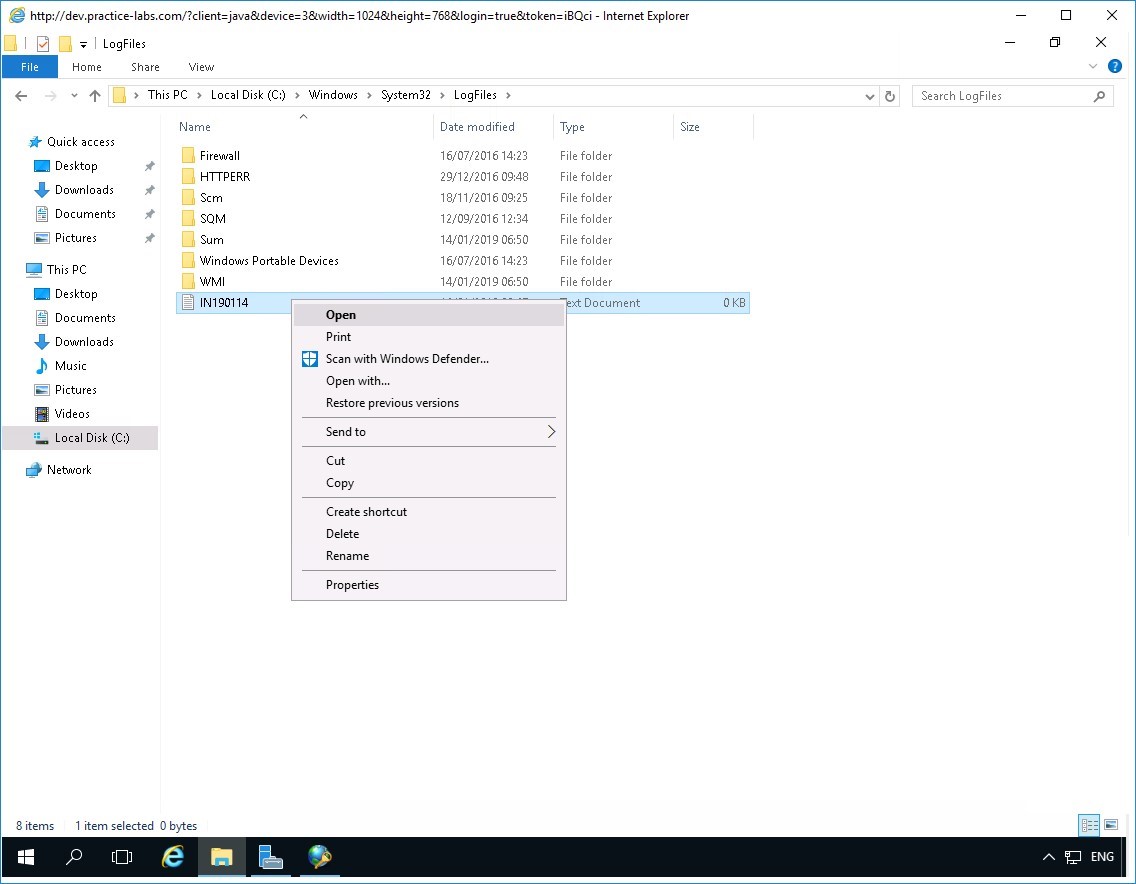 http://dev.practice-labs.com/?client=java&device=3&width=1024&height=768&login=true&token=iBQci - Internet Explorer
LogFiles
File Home Share View
This PC Local Disk (C:) Windows System32 LogFiles
Search LogFiles
Name Date modified Type Size
Quick access
Desktop
Downloads
Documents
Pictures
This PC
Desktop
Documents
Downloads
Music
Pictures
Videos
Local Disk (C:)
Network
Firewall 16/07/2016 14:23 File folder
HTTPERR 29/12/2016 09:48 File folder
Scm 18/11/2016 09:25 File folder
SQM 12/09/2016 12:34 File folder
Sum 14/01/2019 06:50 File folder
Windows Portable Devices 16/07/2016 14:23 File folder
WMI 14/01/2019 06:50 File folder
IN190114 Text Document 0 KB
Open
Print
Scan with Windows Defender...
Open with...
Restore previous versions
Send to
Cut
Copy
Create shortcut
Delete
Rename
Properties
8 items 1 item selected 0 bytes
ENG